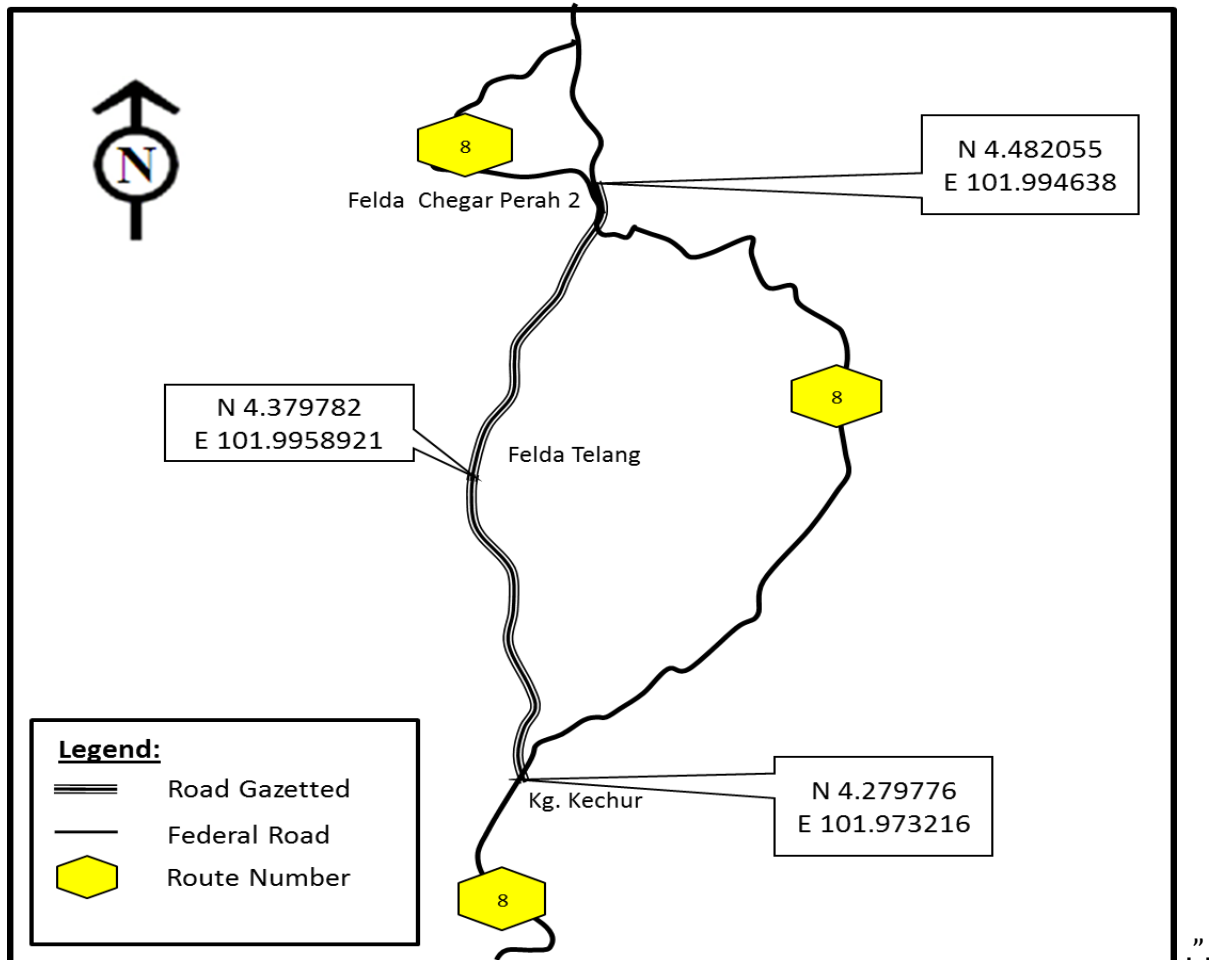 N
8
N 4.482055
E 101.994638
Felda Chegar Perah 2
8
N 4.379782
E 101.9958921
Felda Telang
Legend:
Road Gazetted
Federal Road
Route Number
Kg. Kechur
N 4.279776
E 101.973216
8
”